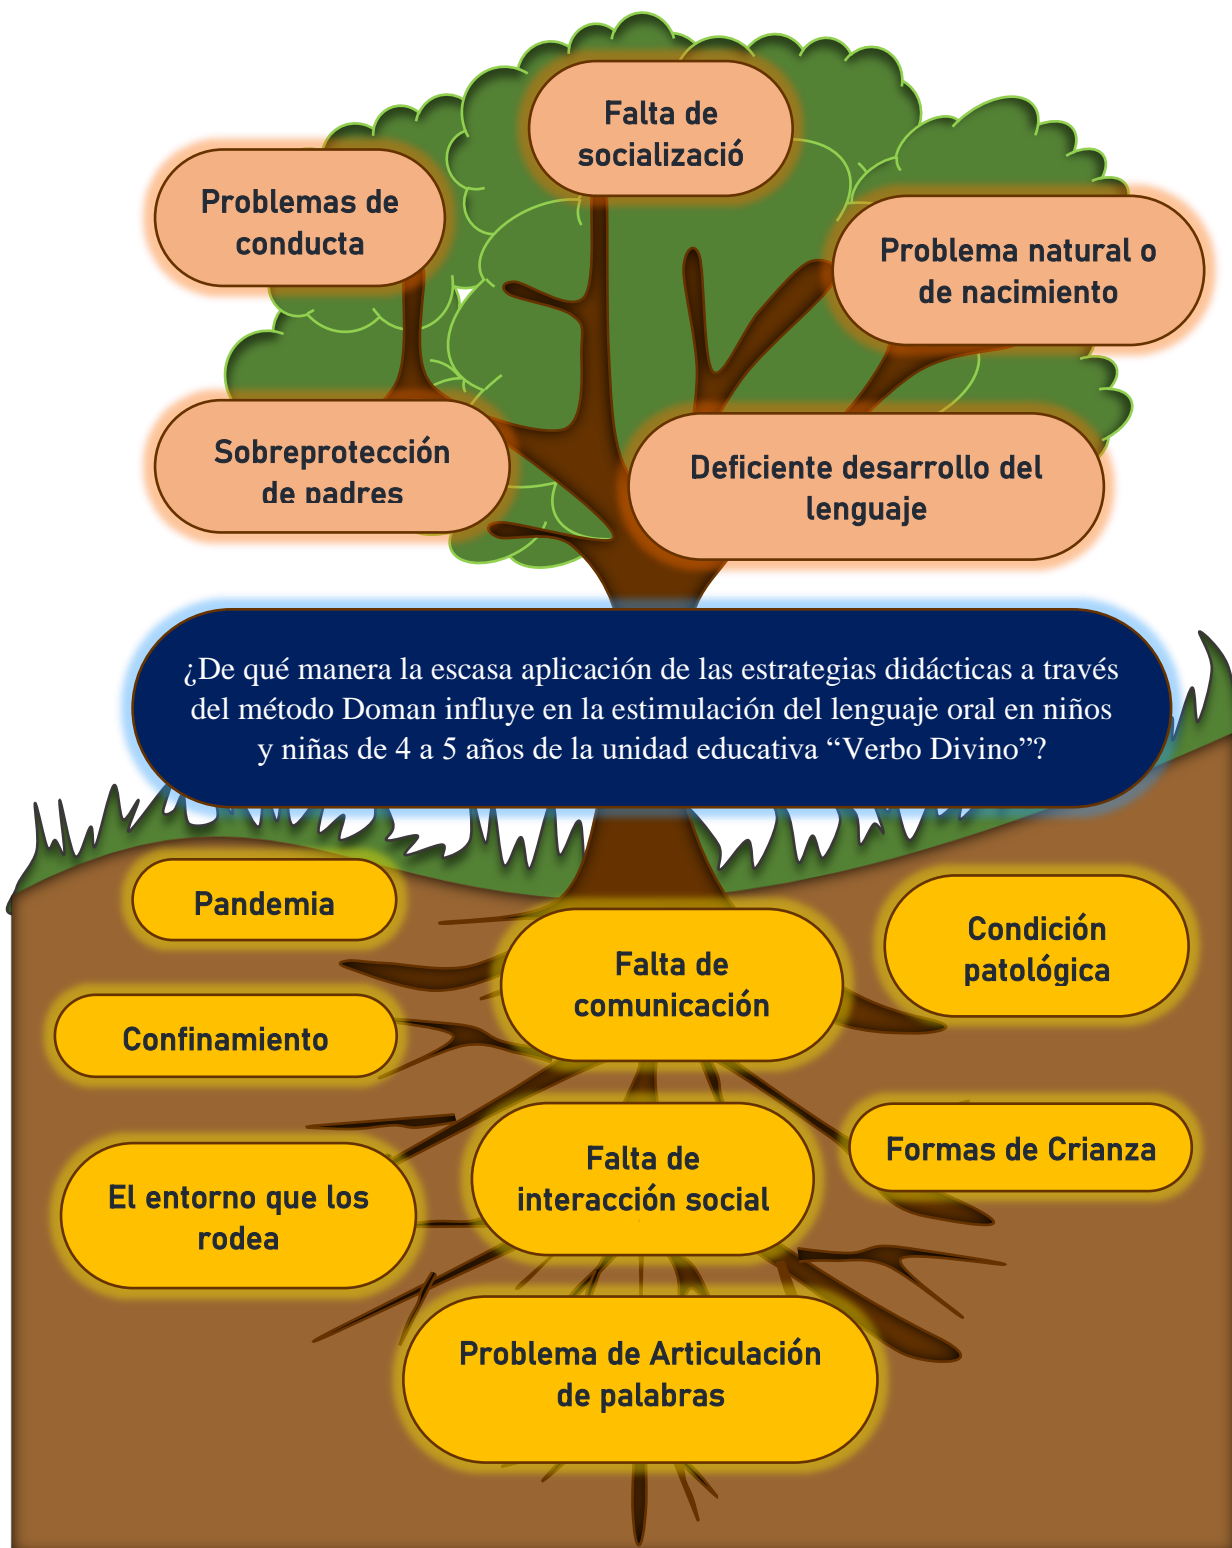 Falta de
socializació
Problemas de
conducta
Problema natural o
de nacimiento
Sobreprotección
de padres
Deficiente desarrollo del
lenguaje
¿De qué manera la escasa aplicación de las estrategias didácticas a través
del método Doman influye en la estimulación del lenguaje oral en niños
y niñas de 4 a 5 años de la unidad educativa “Verbo Divino”?
Pandemia
Falta de
comunicación
Condición
patológica
Confinamiento
Falta de
interacción social
Formas de Crianza
El entorno que los
rodea
Problema de Articulación
de palabras